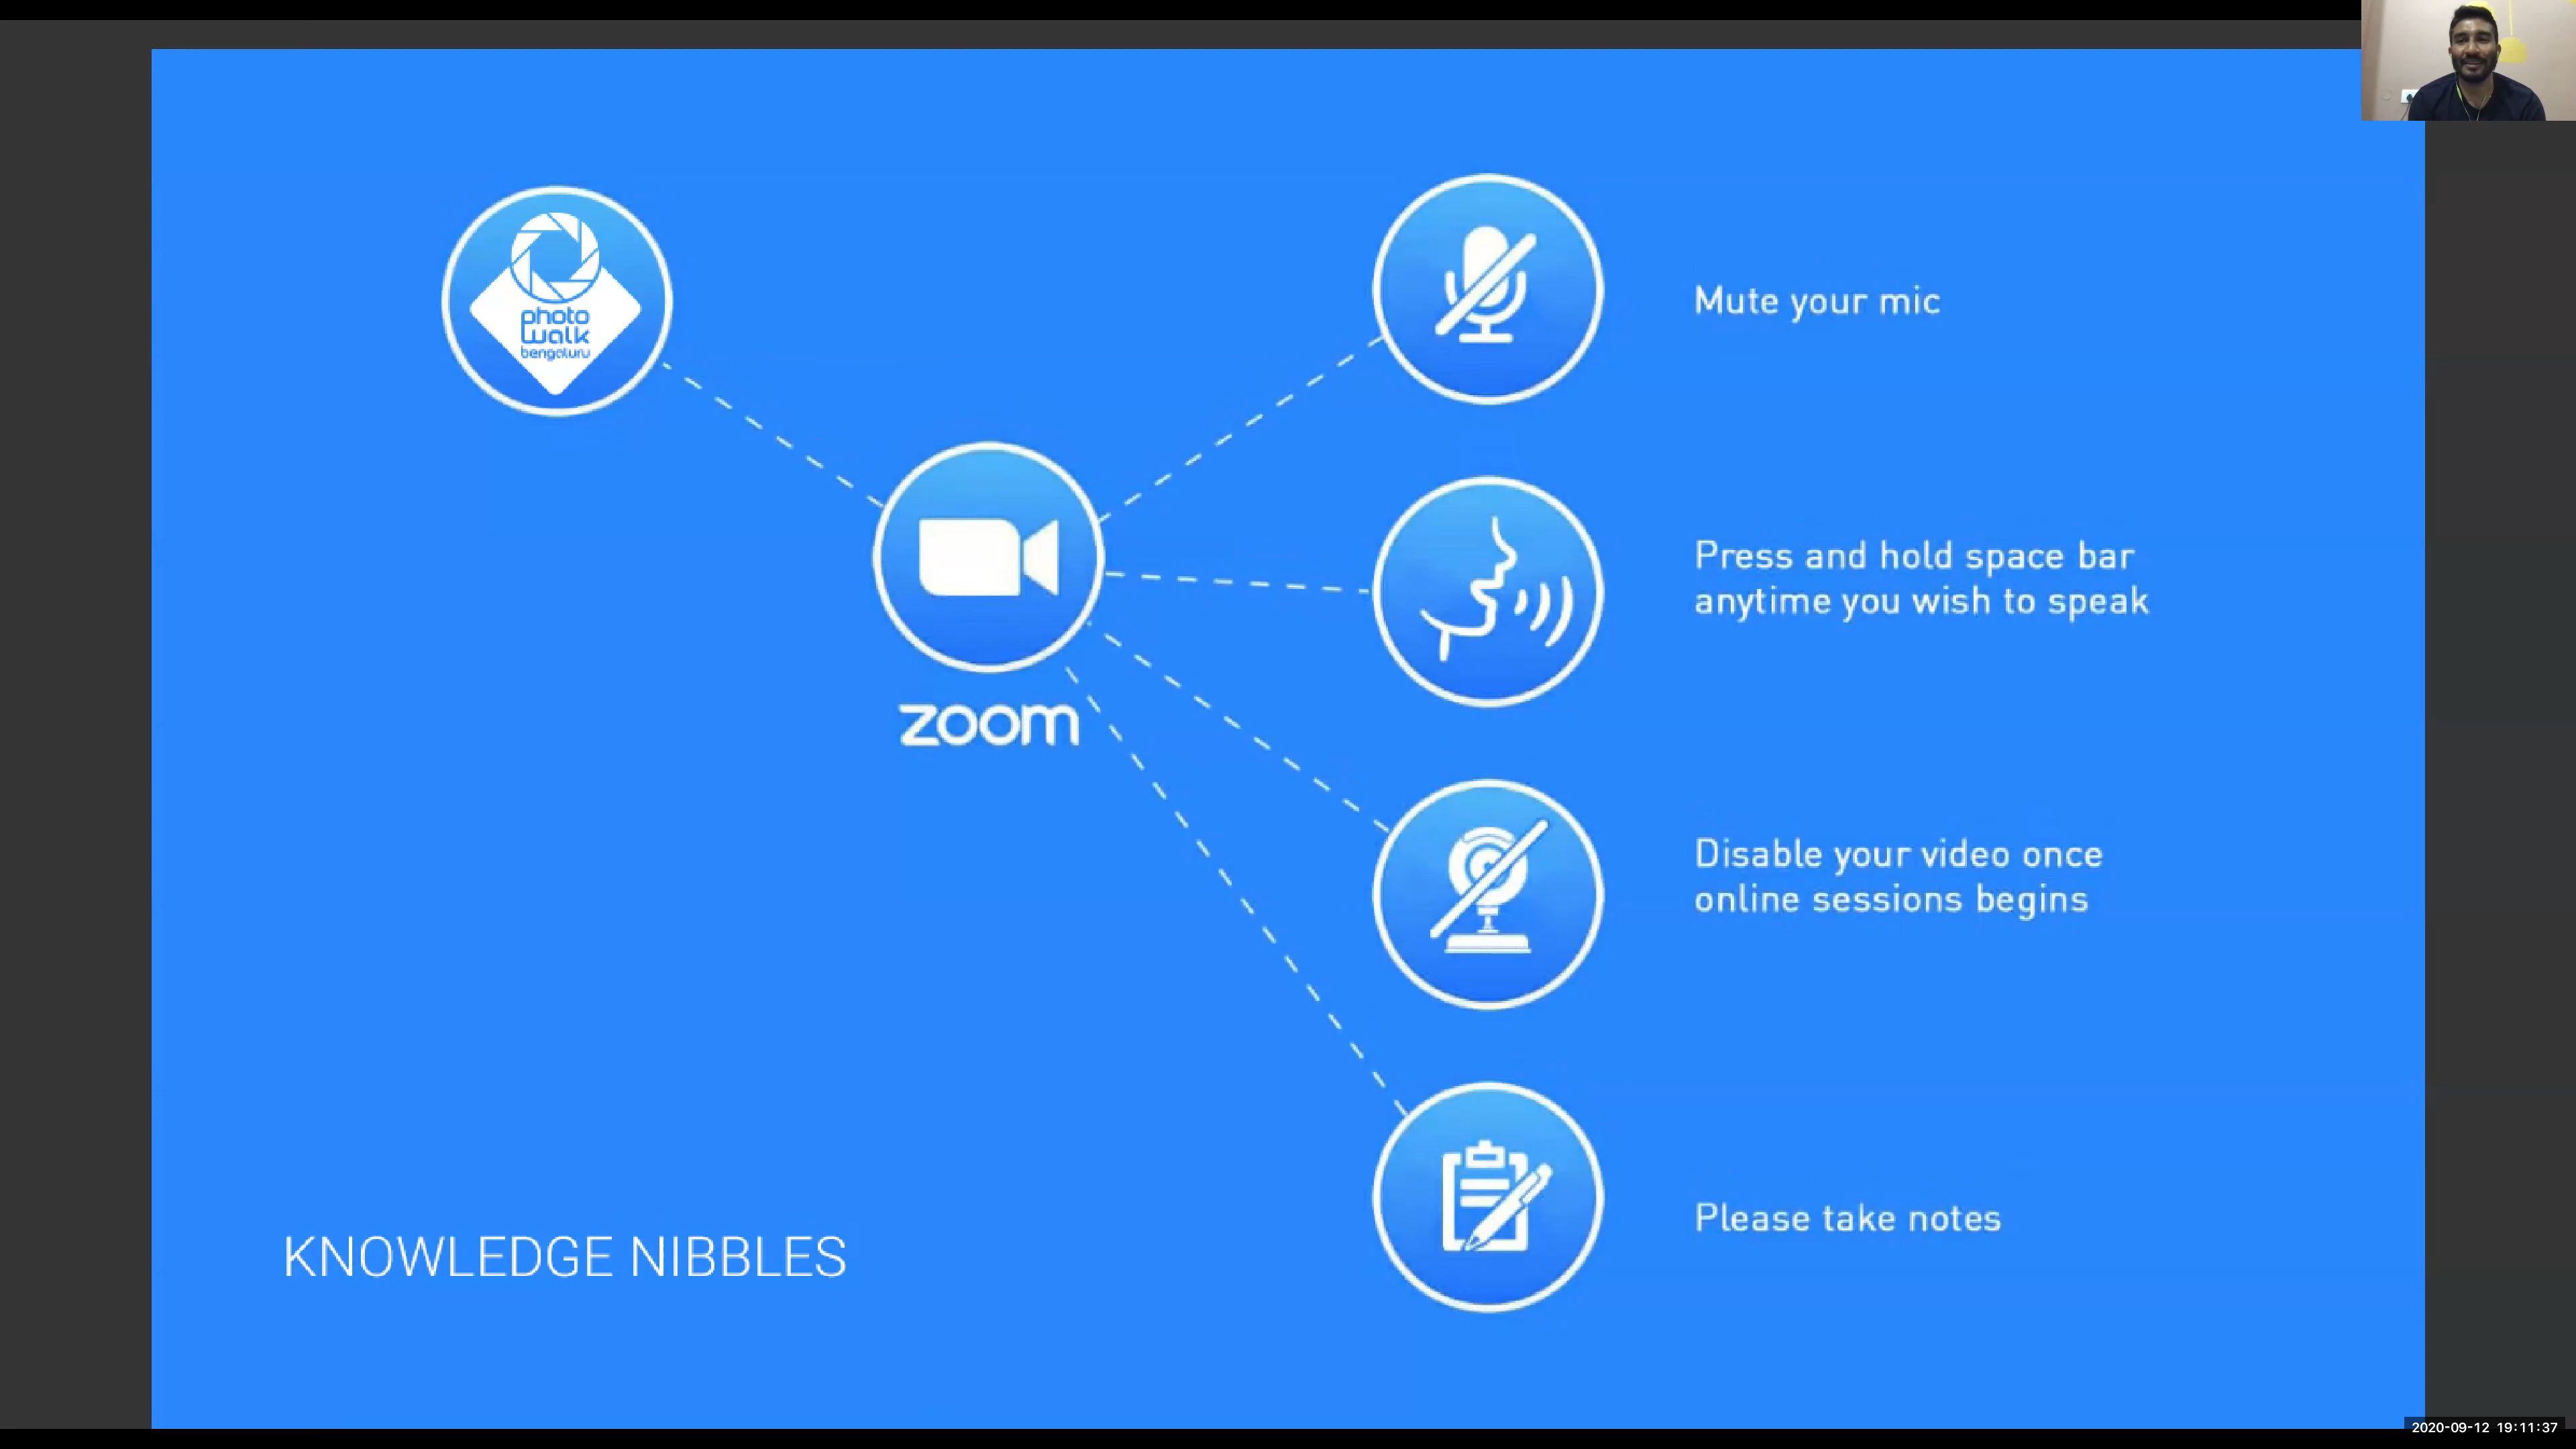 photo
walk
bengaluru
Mute your mic
Press and hold space bar
anytime you wish to speak
zoom
Disable your video once
online sessions begins
Please take notes
KNOWLEDGE NIBBLES
2020-09-12 19:11:37